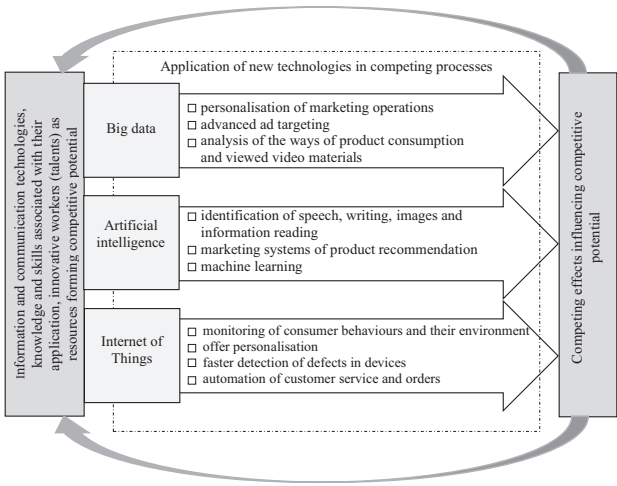 Application of new technologies in competing processes
Information and communication technologies,
knowledge and skills associated with their
application, innovative workers (talents) as
resources forming competitive potential
Big data
□ personalisation of marketing operations
□ advanced ad targeting
□ analysis of the ways of product consumption
and viewed video materials
Artificial
intelligence
□ identification of speech, writing, images and
information reading
□ marketing systems of product recommendation
□ machine learning
Internet of
Things
□ monitoring of consumer behaviours and their environment
□ offer personalisation
□ faster detection of defects in devices
□ automation of customer service and orders
Competing effects influencing competitive
potential